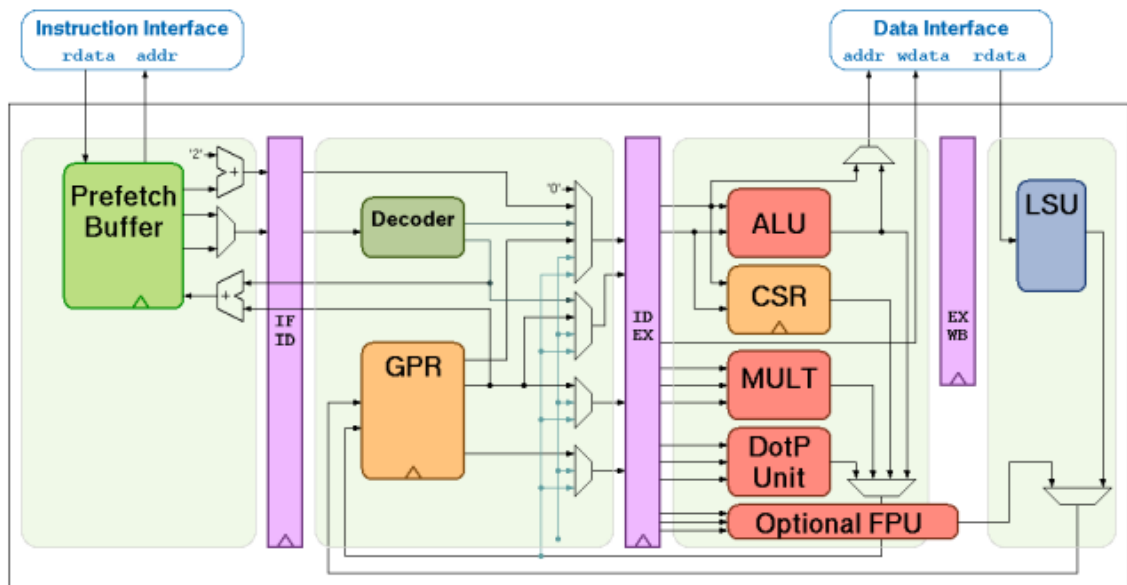 Instruction Interface
rdata addr
Data Interface
addr wdata rdata
'2'
+
Prefetch
Buffer
+
IF
ID
Decoder
GPR
'0'
ID
EX
ALU
CSR
MULT
DotP
Unit
Optional FPU
EX
WB
LSU